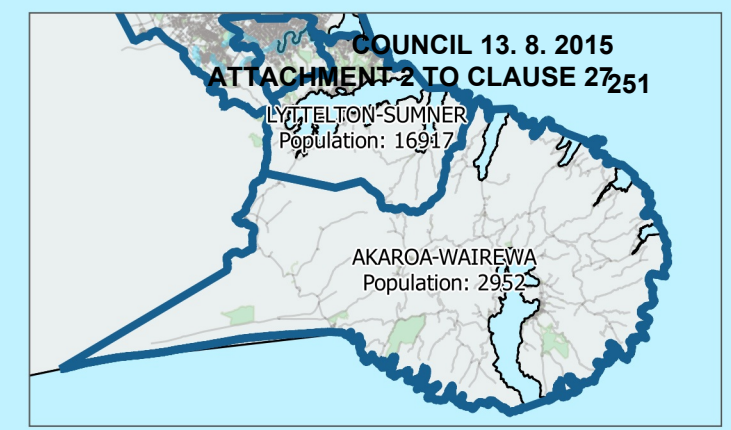 COUNCIL 13. 8. 2015
ATTACHMENT 2 TO CLAUSE 27
251
LYTTELTON-SUMNER
Population: 16917
AKAROA-WAIREWA
Population: 2952